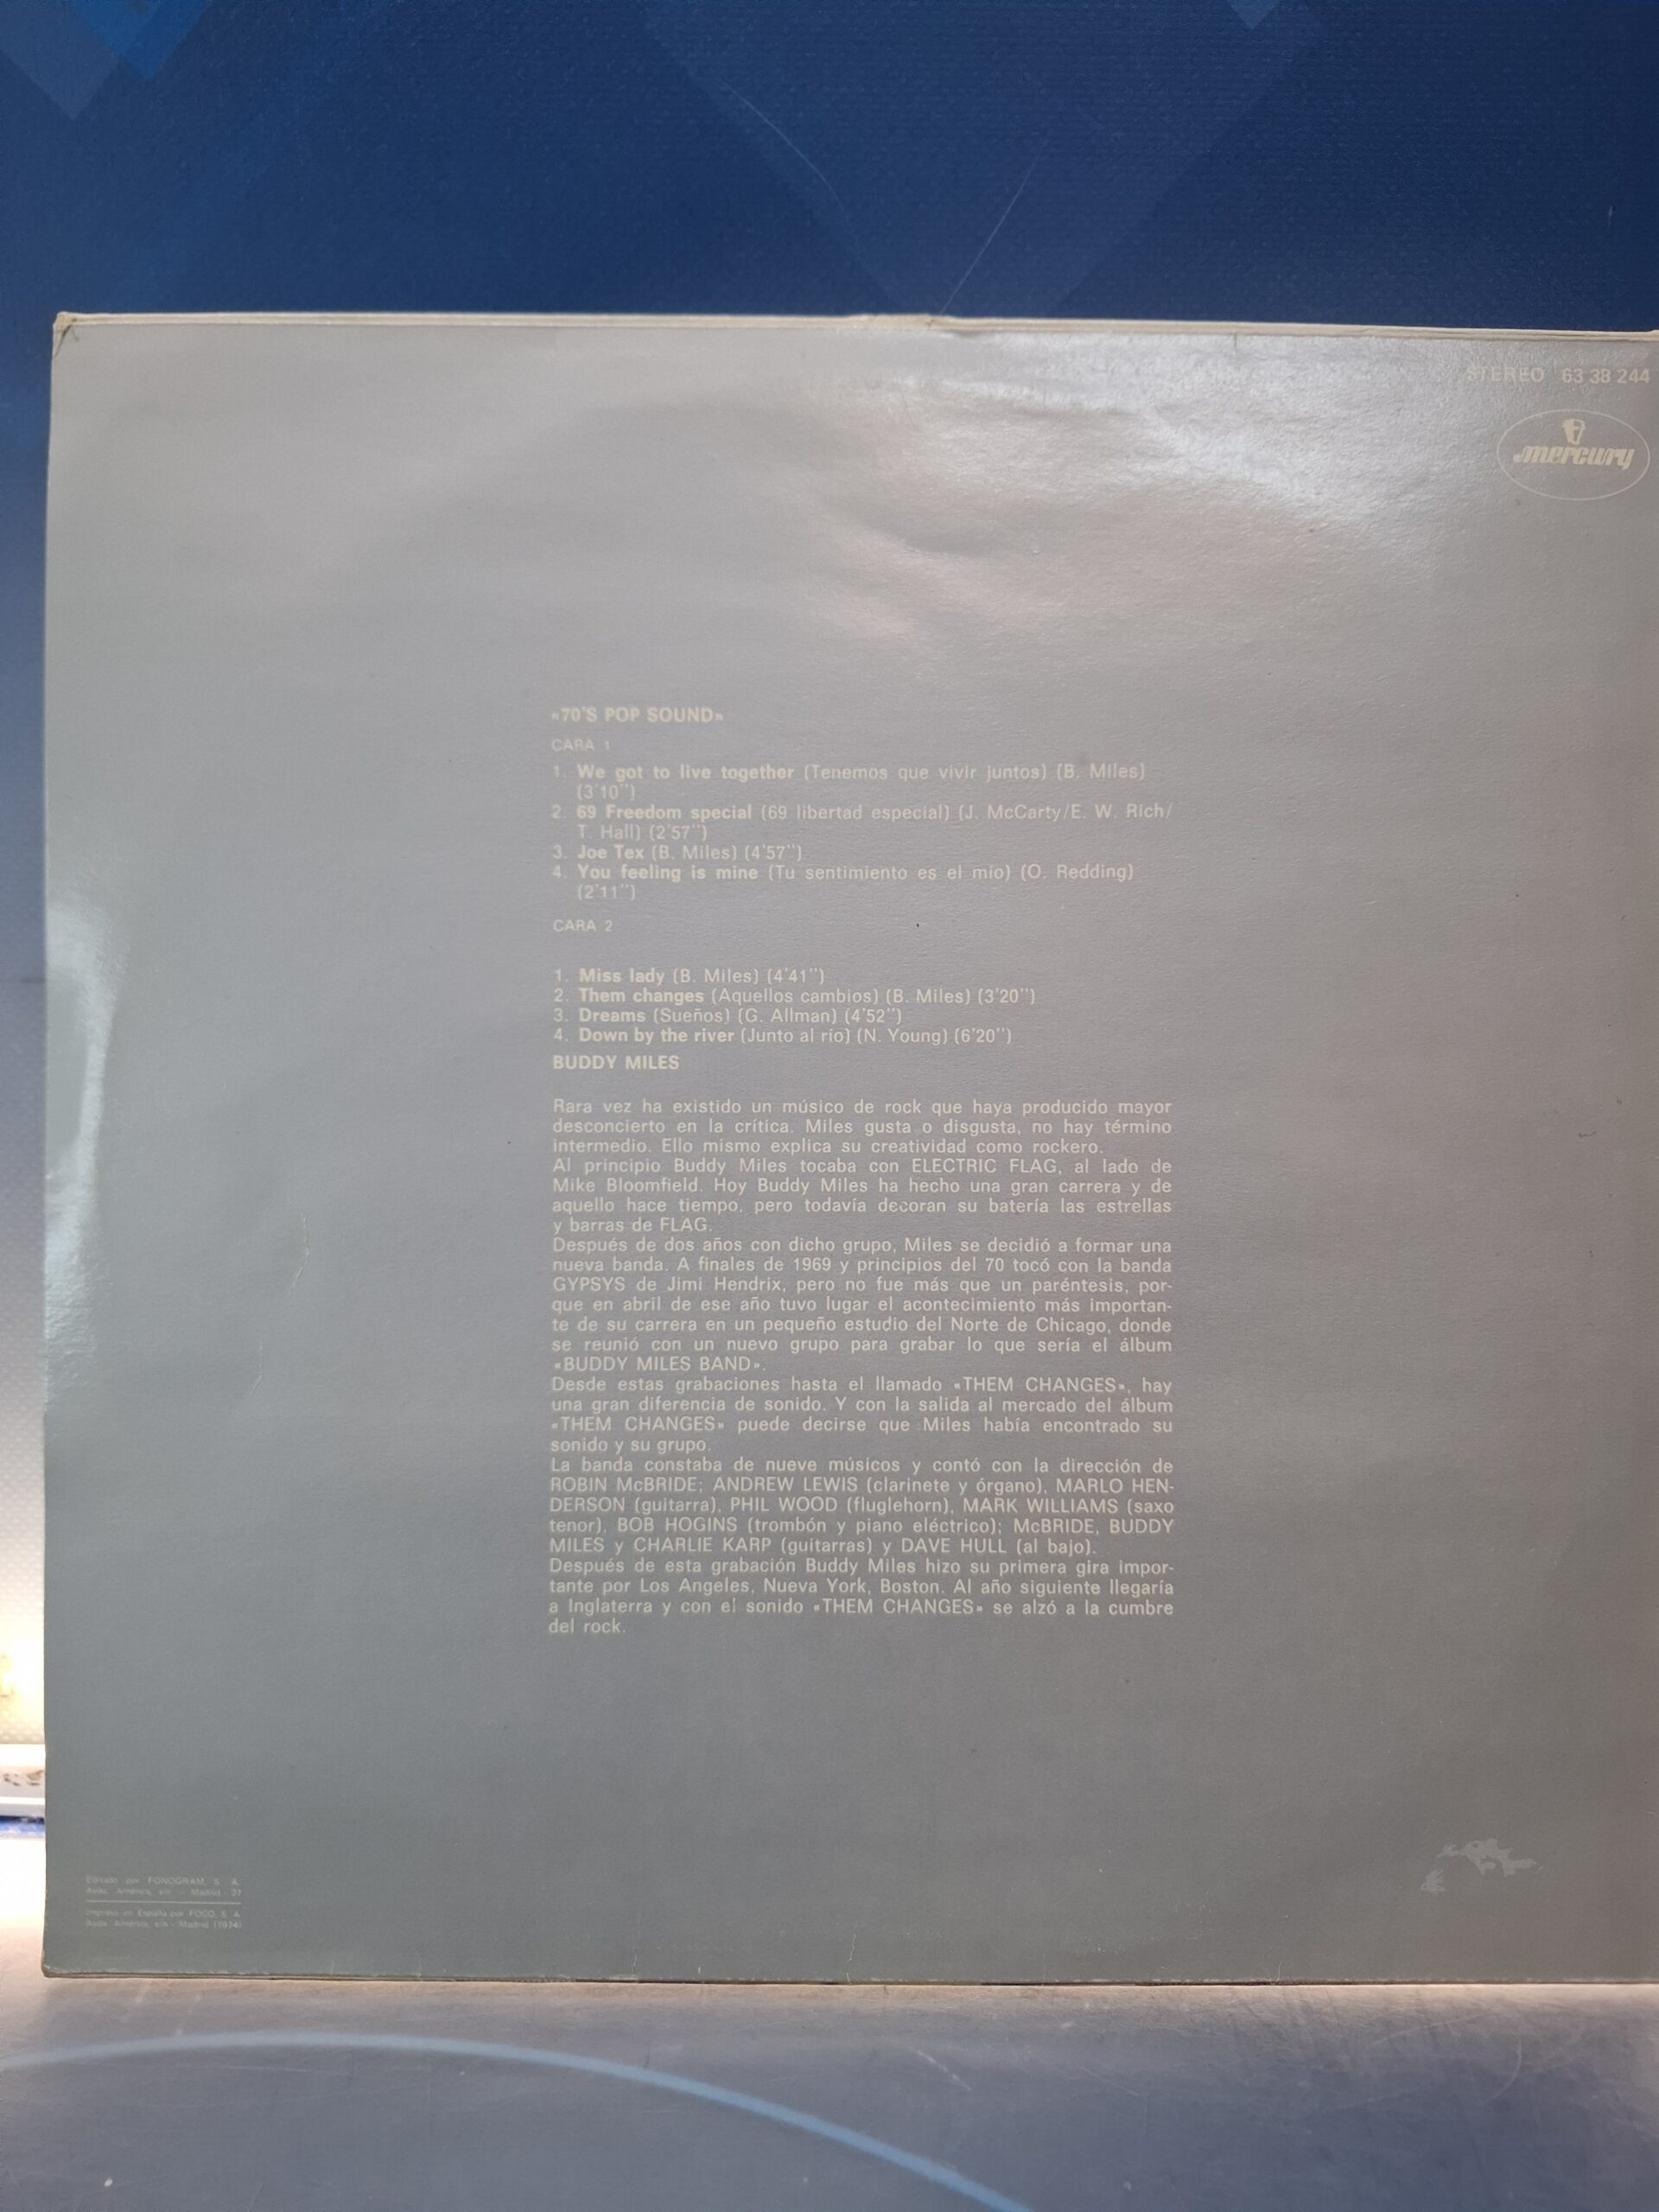 STEREO 63 38 244
mercury
«70'S POP SOUND»
CARA 1
1. We got to live together (Tenemos que vivir juntos) (B. Miles)
(3'10'')
2. 69 Freedom special (69 libertad especial) (J. McCarty/E. W. Rich/
T. Hall) (2'57'')
3. Joe Tex (B. Miles) (4'57'')
4. You feeling is mine (Tu sentimiento es el mío) (O. Redding)
(2'11'')
CARA 2
1. Miss lady (B. Miles) (4'41'')
2. Them changes (Aquellos cambios) (B. Miles) (3'20'')
3. Dreams (Sueños) (G. Allman) (4'52'')
4. Down by the river (Junto al río) (N. Young) (6'20'')
BUDDY MILES
Rara vez ha existido un músico de rock que haya producido mayor
desconcierto en la crítica. Miles gusta o disgusta, no hay término
intermedio. Ello mismo explica su creatividad como rockero.
Al principio Buddy Miles tocaba con ELECTRIC FLAG, al lado de
Mike Bloomfield. Hoy Buddy Miles ha hecho una gran carrera y de
aquello hace tiempo, pero todavía decoran su batería las estrellas
y barras de FLAG.
Después de dos años con dicho grupo, Miles se decidió a formar una
nueva banda. A finales de 1969 y principios del 70 tocó con la banda
GYPSYS de Jimi Hendrix, pero no fue más que un paréntesis, por-
que en abril de ese año tuvo lugar el acontecimiento más importan-
te de su carrera en un pequeño estudio del Norte de Chicago, donde
se reunió con un nuevo grupo para grabar lo que sería el álbum
«BUDDY MILES BAND».
Desde estas grabaciones hasta el llamado «THEM CHANGES», hay
una gran diferencia de sonido. Y con la salida al mercado del álbum
«THEM CHANGES» puede decirse que Miles había encontrado su
sonido y su grupo.
La banda constaba de nueve músicos y contó con la dirección de
ROBIN McBRIDE; ANDREW LEWIS (clarinete y órgano), MARLO HEN-
DERSON (guitarra), PHIL WOOD (fluglehorn), MARK WILLIAMS (saxo
tenor), BOB HOGINS (trombón y piano eléctrico); McBRIDE, BUDDY
MILES y CHARLIE KARP (guitarras) y DAVE HULL (al bajo).
Después de esta grabación Buddy Miles hizo su primera gira impor-
tante por Los Angeles, Nueva York, Boston. Al año siguiente llegaría
a Inglaterra y con el sonido «THEM CHANGES» se alzó a la cumbre
del rock.
Editado por FONOGRAM, S. A.
Avda. América, s/n - Madrid - 27
Impreso en España por FOCO, S. A.
Avda. América, s/n - Madrid (1974)